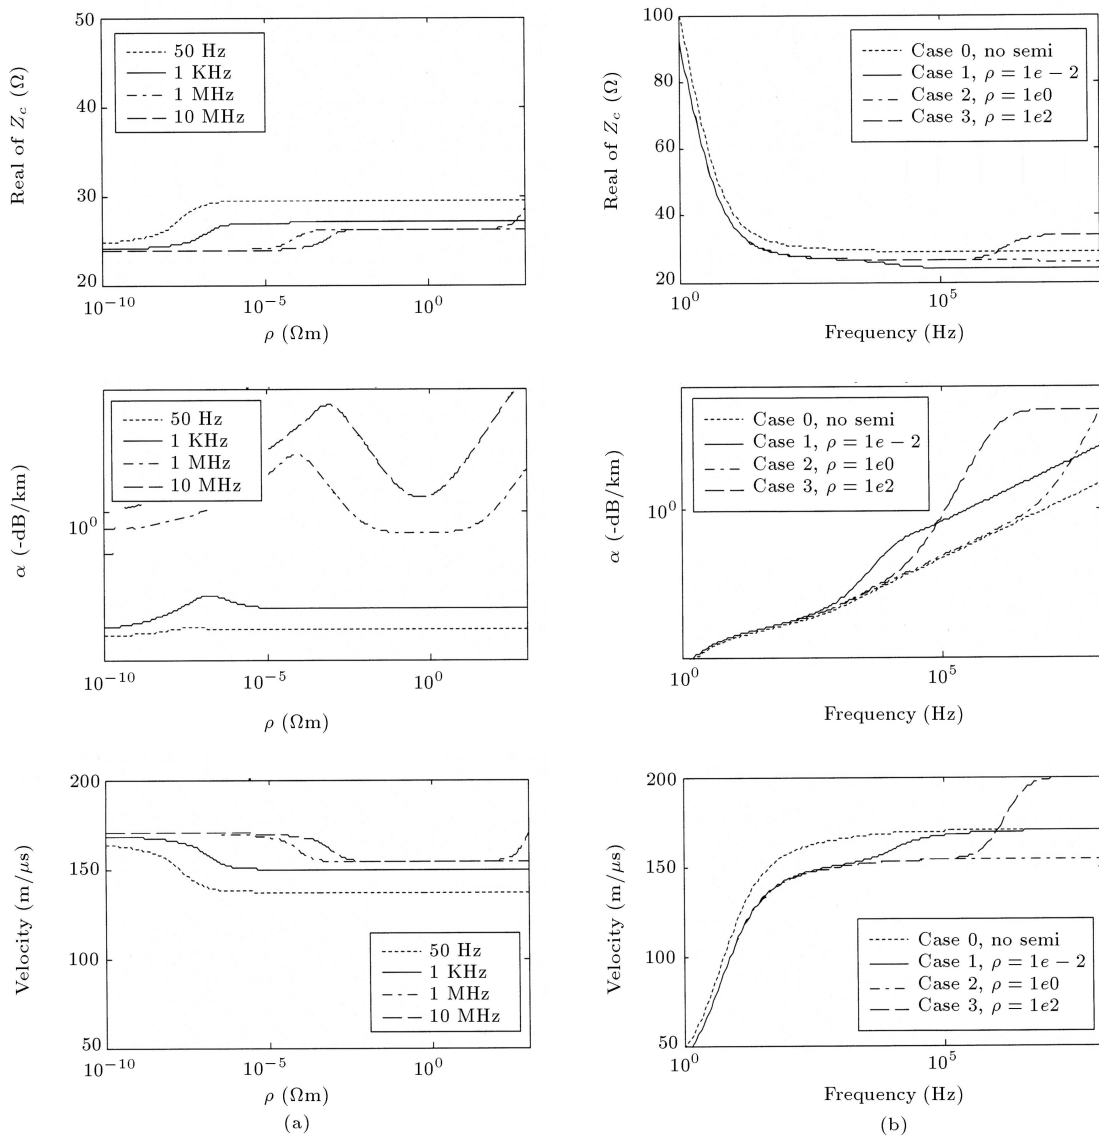 50
40
30
20
Real of Z_c (Ω)
50 Hz
1 KHz
1 MHz
10 MHz
10^-10
10^-5
10^0
ρ (Ωm)
100
80
60
40
20
Real of Z_c (Ω)
Case 0, no semi
Case 1, ρ = 1e − 2
Case 2, ρ = 1e0
Case 3, ρ = 1e2
10^0
10^5
Frequency (Hz)
10^0
α (-dB/km)
50 Hz
1 KHz
1 MHz
10 MHz
10^-10
10^-5
10^0
ρ (Ωm)
10^0
α (-dB/km)
Case 0, no semi
Case 1, ρ = 1e − 2
Case 2, ρ = 1e0
Case 3, ρ = 1e2
10^0
10^5
Frequency (Hz)
200
150
100
50
Velocity (m/μs)
50 Hz
1 KHz
1 MHz
10 MHz
10^-10
10^-5
10^0
ρ (Ωm)
(a)
200
150
100
50
Velocity (m/μs)
Case 0, no semi
Case 1, ρ = 1e − 2
Case 2, ρ = 1e0
Case 3, ρ = 1e2
10^0
10^5
Frequency (Hz)
(b)